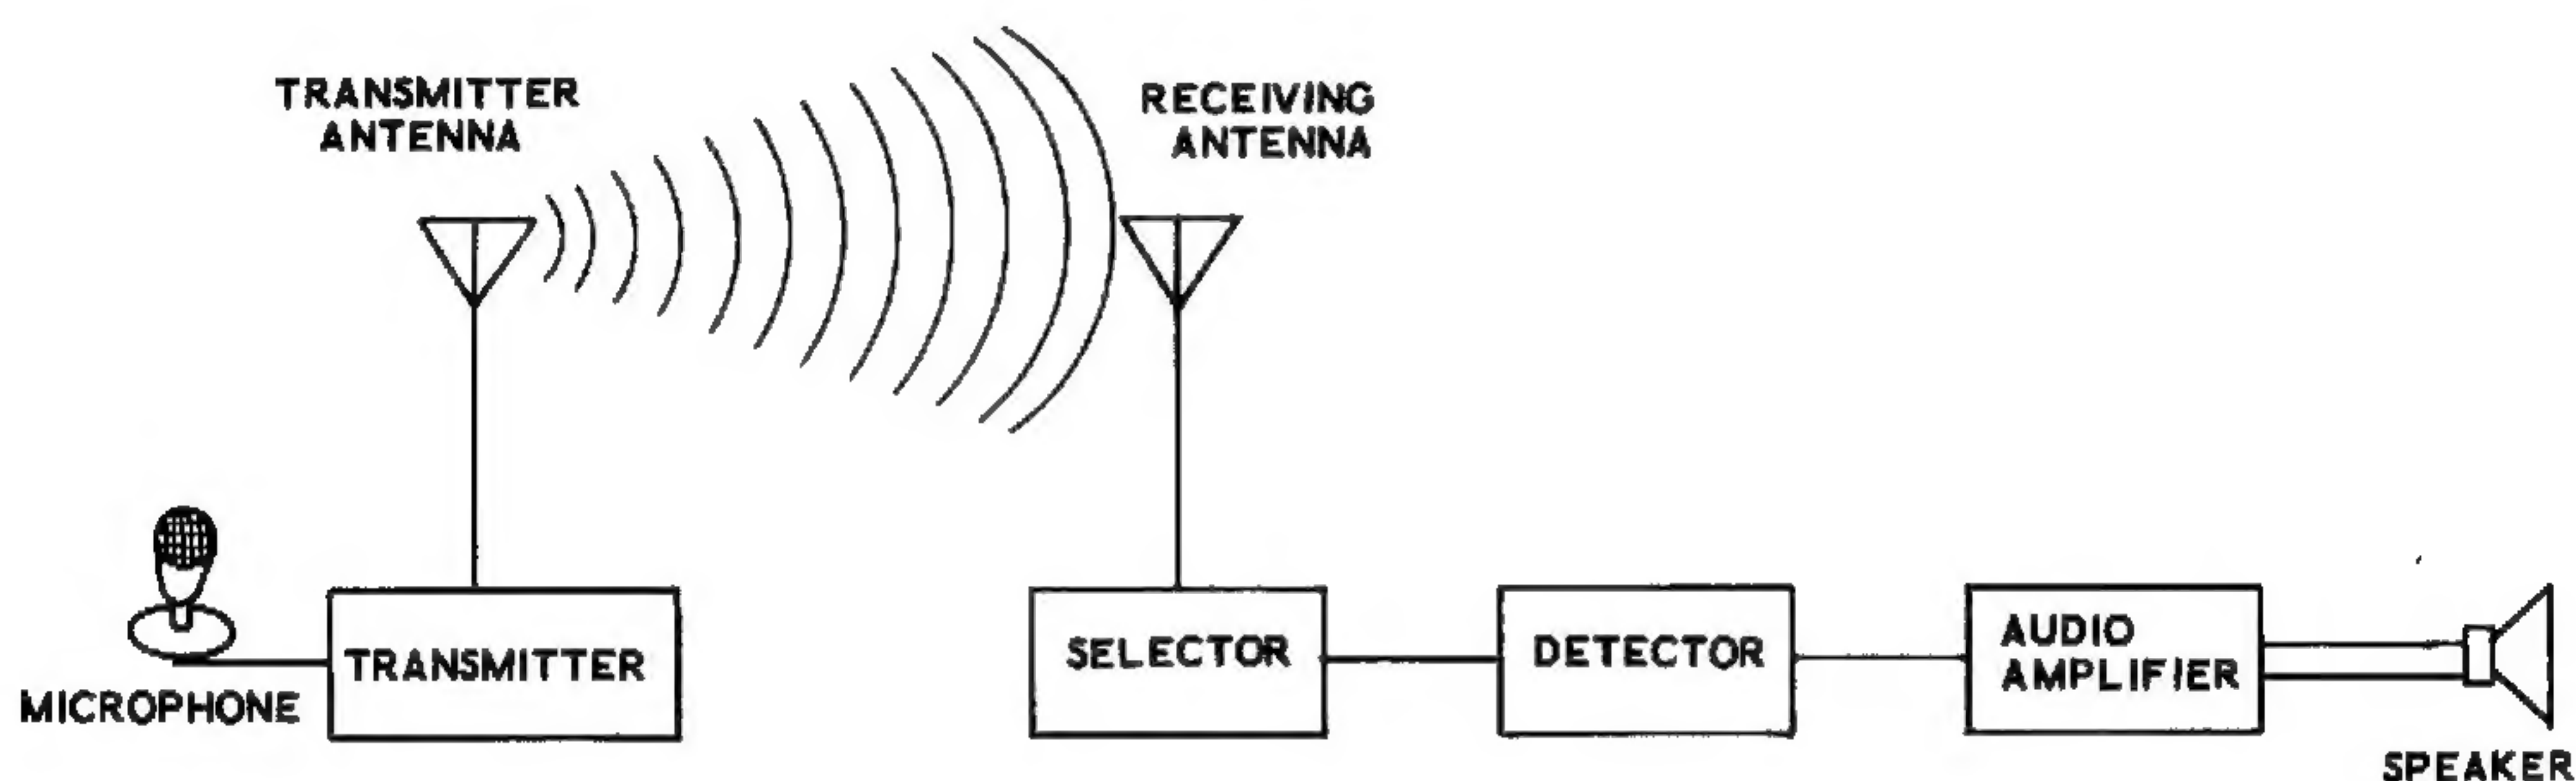 TRANSMITTER
ANTENNA
RECEIVING
ANTENNA
MICROPHONE
TRANSMITTER
SELECTOR
DETECTOR
AUDIO
AMPLIFIER
SPEAKER